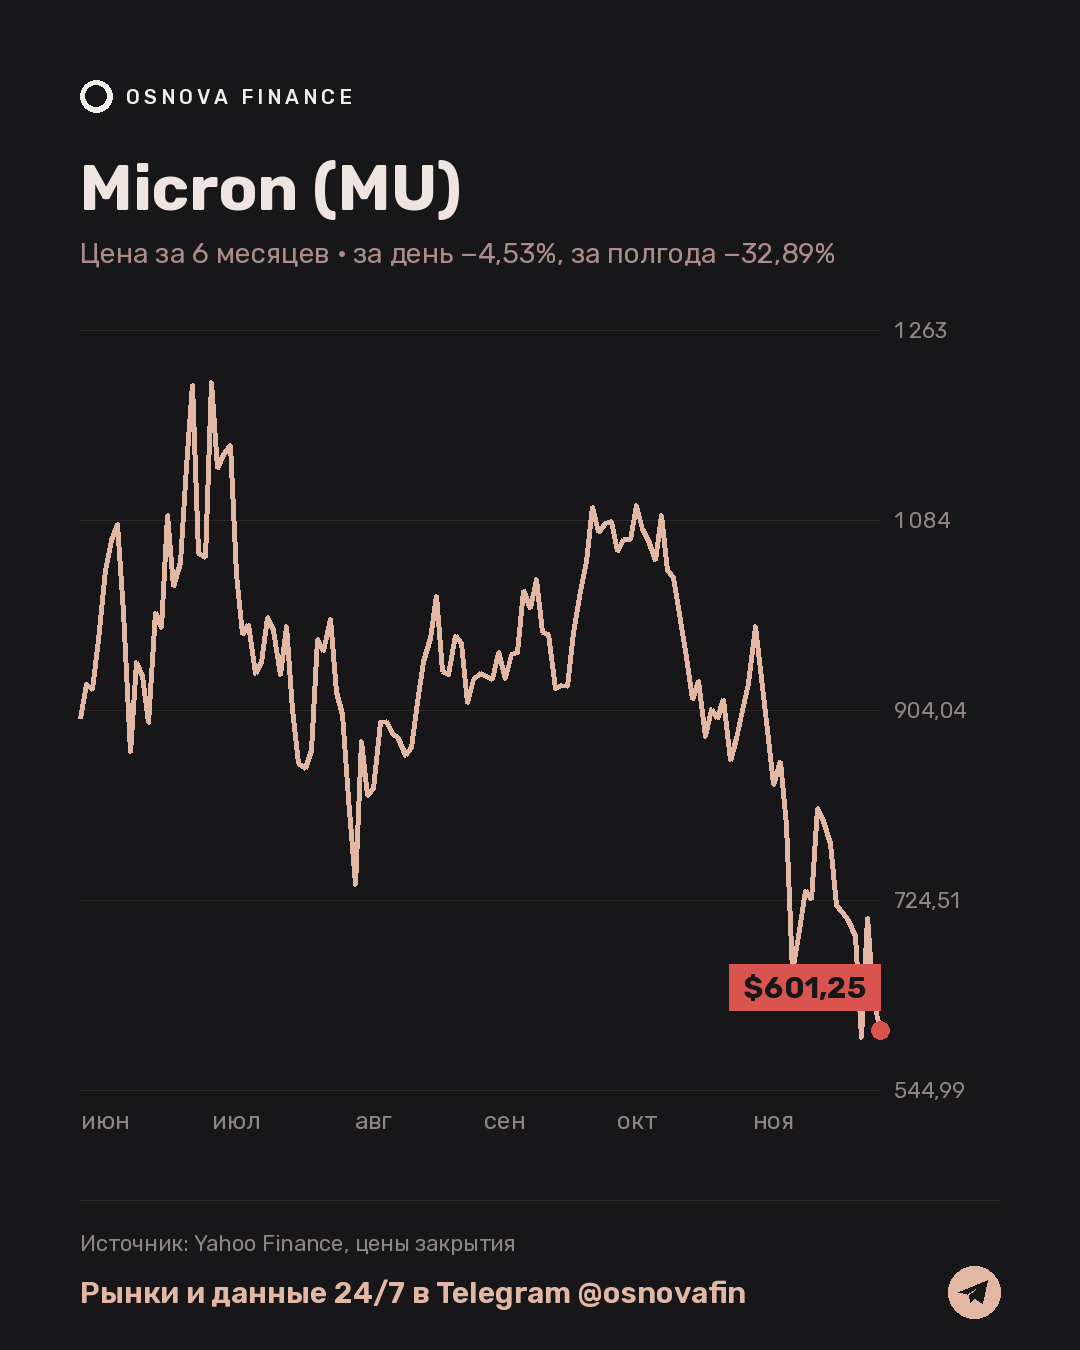 OSNOVA FINANCE
Micron (MU)
Цена за 6 месяцев • за день −4,53%, за полгода −32,89%
1 263
1 084
904,04
724,51
$601,25
544,99
июн июл авг сен окт ноя
Источник: Yahoo Finance, цены закрытия
Рынки и данные 24/7 в Telegram @osnovafin